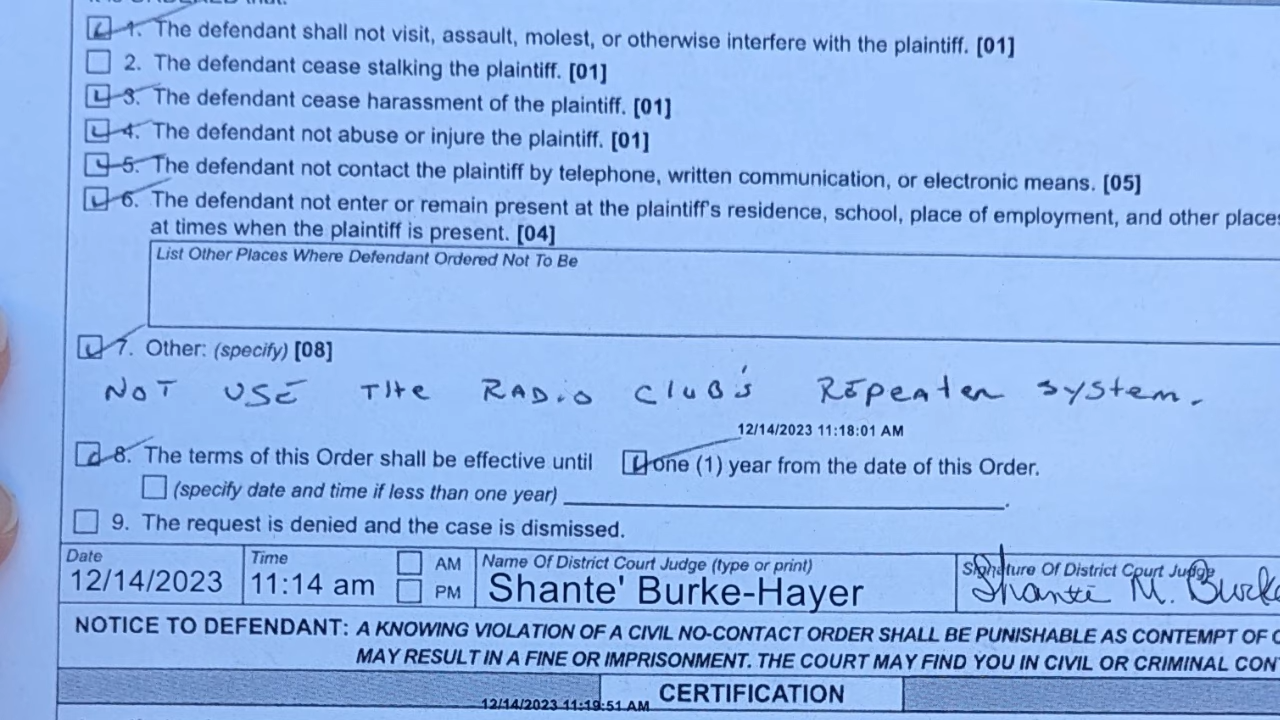 1. The defendant shall not visit, assault, molest, or otherwise interfere with the plaintiff. [01]
2. The defendant cease stalking the plaintiff. [01]
3. The defendant cease harassment of the plaintiff. [01]
4. The defendant not abuse or injure the plaintiff. [01]
5. The defendant not contact the plaintiff by telephone, written communication, or electronic means. [05]
6. The defendant not enter or remain present at the plaintiff's residence, school, place of employment, and other places
at times when the plaintiff is present. [04]
List Other Places Where Defendant Ordered Not To Be
7. Other: (specify) [08]
NOT USE THE RADIO CLUB'S REPEATER SYSTEM.
12/14/2023 11:18:01 AM
8. The terms of this Order shall be effective until one (1) year from the date of this Order.
(specify date and time if less than one year)
9. The request is denied and the case is dismissed.
Date Time AM Name Of District Court Judge (type or print) Signature Of District Court Judge
12/14/2023 11:14 am PM Shante' Burke-Hayer Shante M. Burke
NOTICE TO DEFENDANT: A KNOWING VIOLATION OF A CIVIL NO-CONTACT ORDER SHALL BE PUNISHABLE AS CONTEMPT OF
MAY RESULT IN A FINE OR IMPRISONMENT. THE COURT MAY FIND YOU IN CIVIL OR CRIMINAL CON
CERTIFICATION
12/14/2023 11:19:51 AM